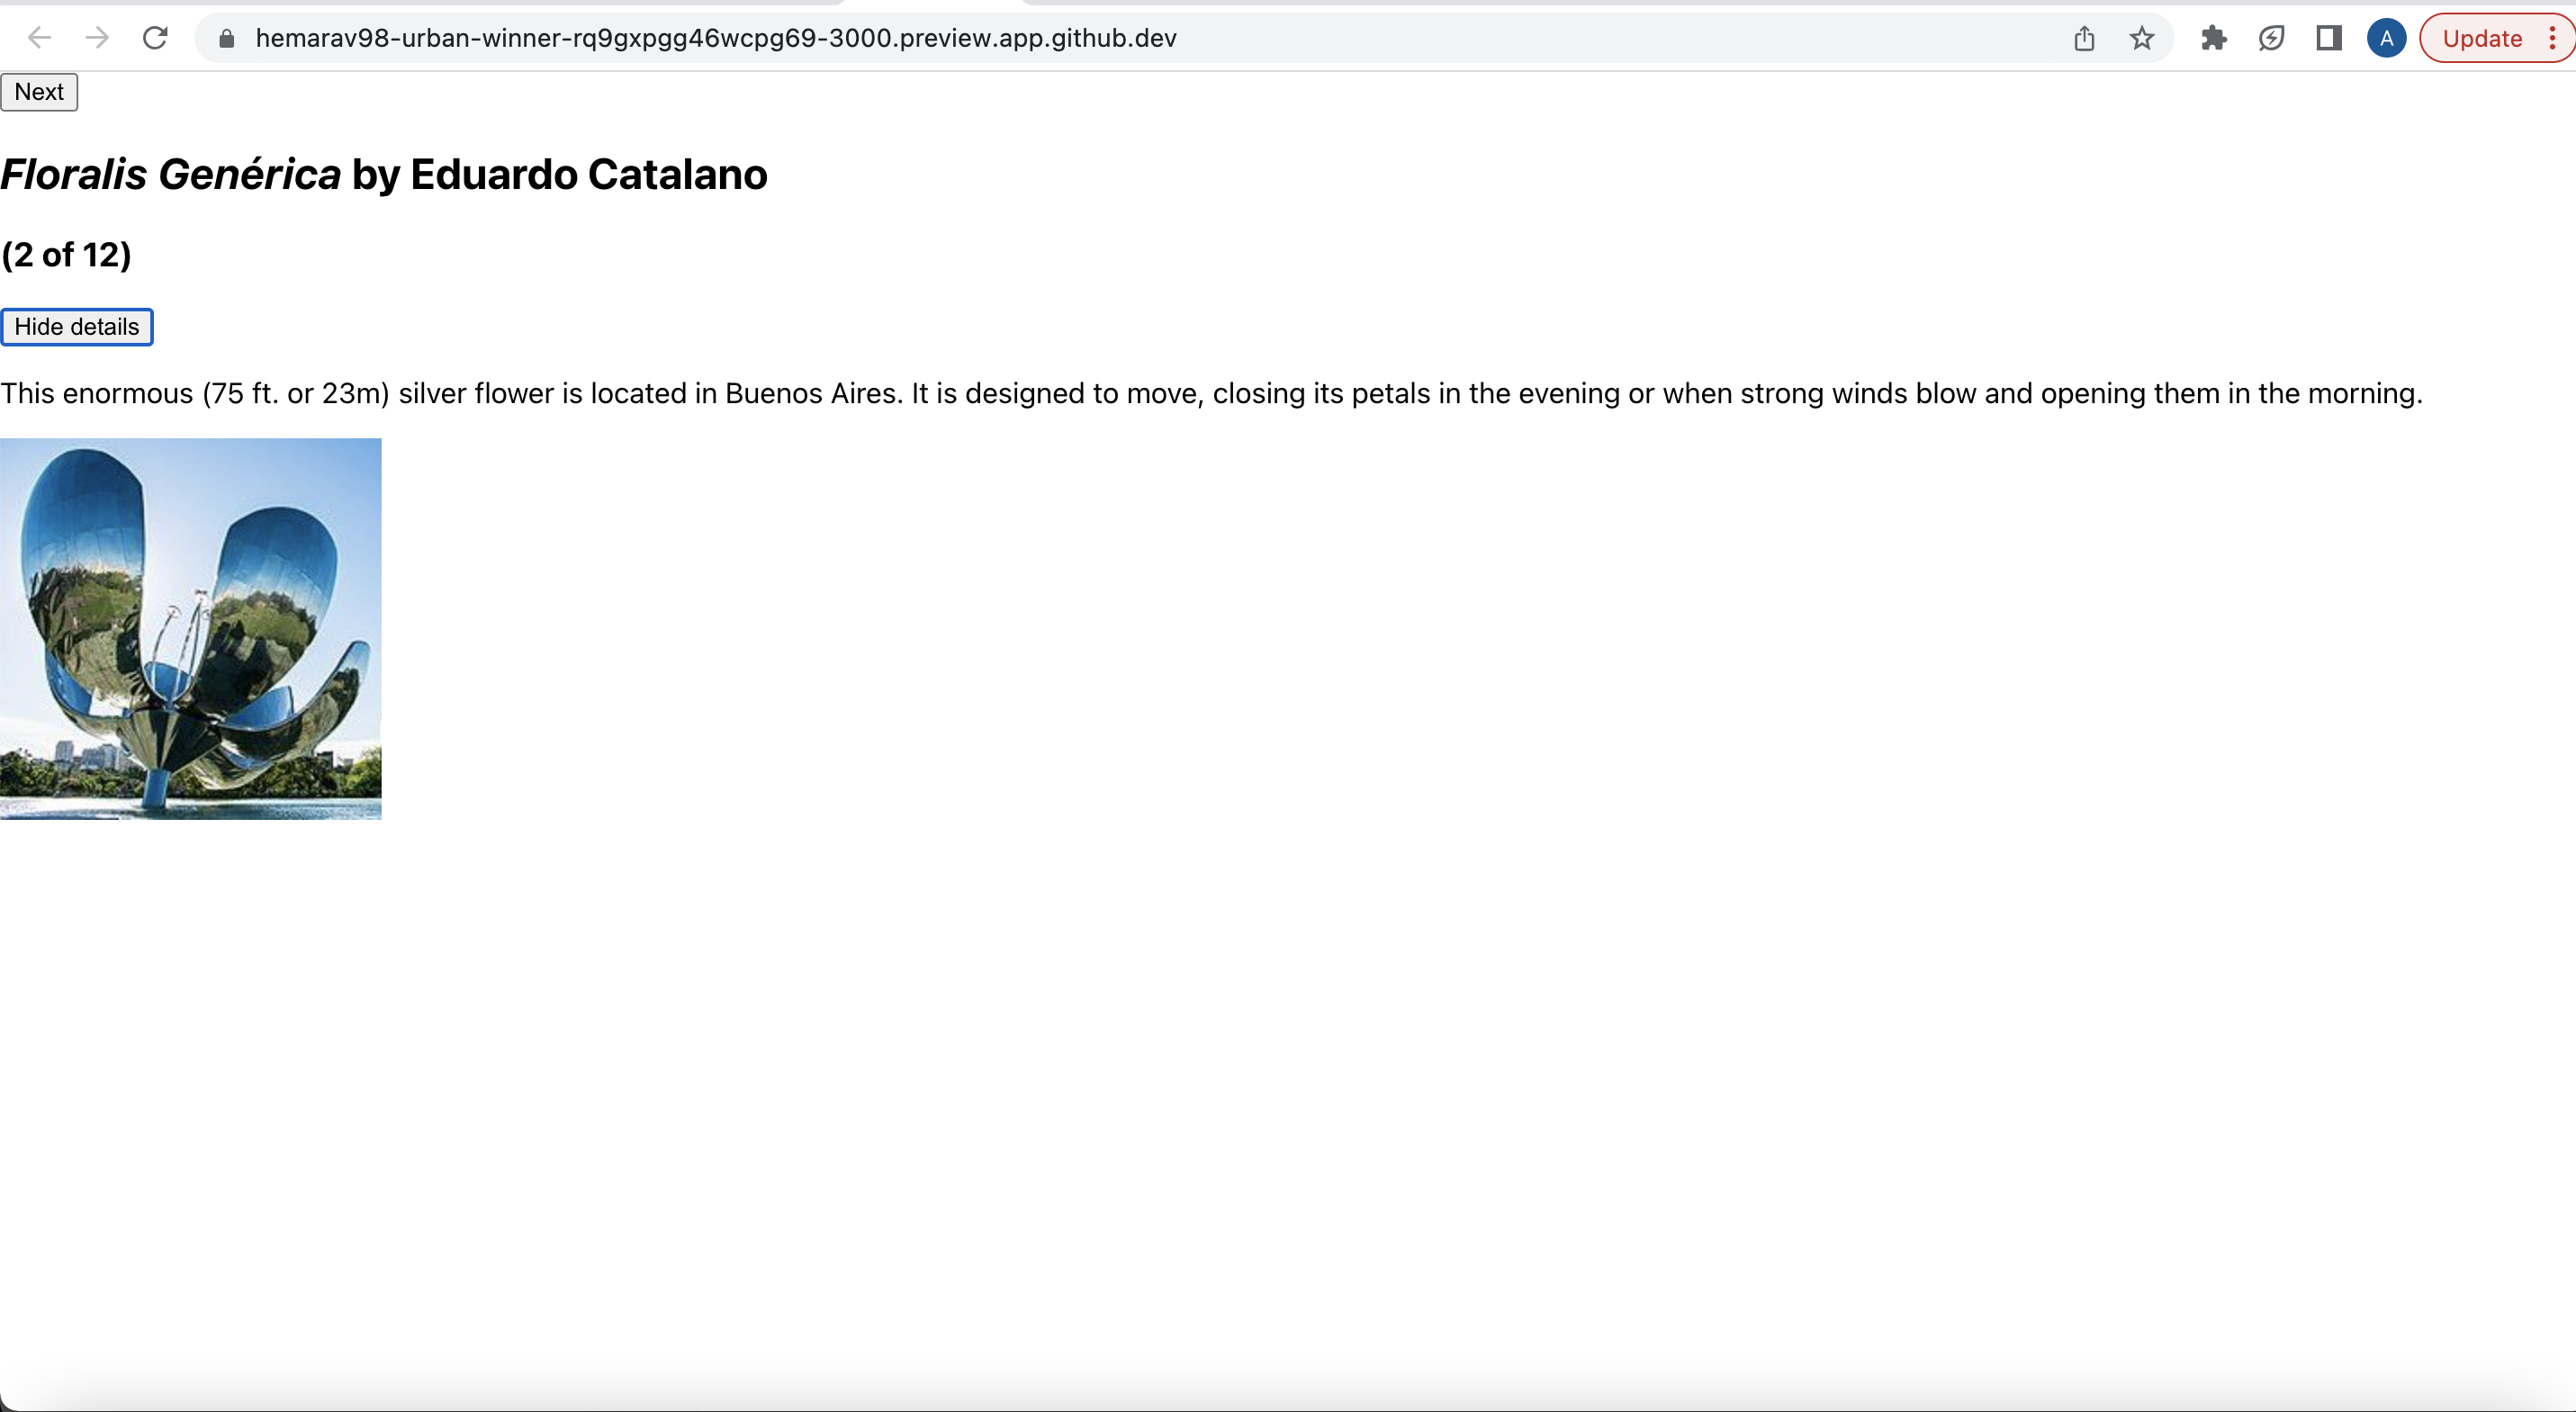 hemarav98-urban-winner-rq9gxpgg46wcpg69-3000.preview.app.github.dev
A
Update
Next
Floralis Genérica by Eduardo Catalano
(2 of 12)
Hide details
This enormous (75 ft. or 23m) silver flower is located in Buenos Aires. It is designed to move, closing its petals in the evening or when strong winds blow and opening them in the morning.